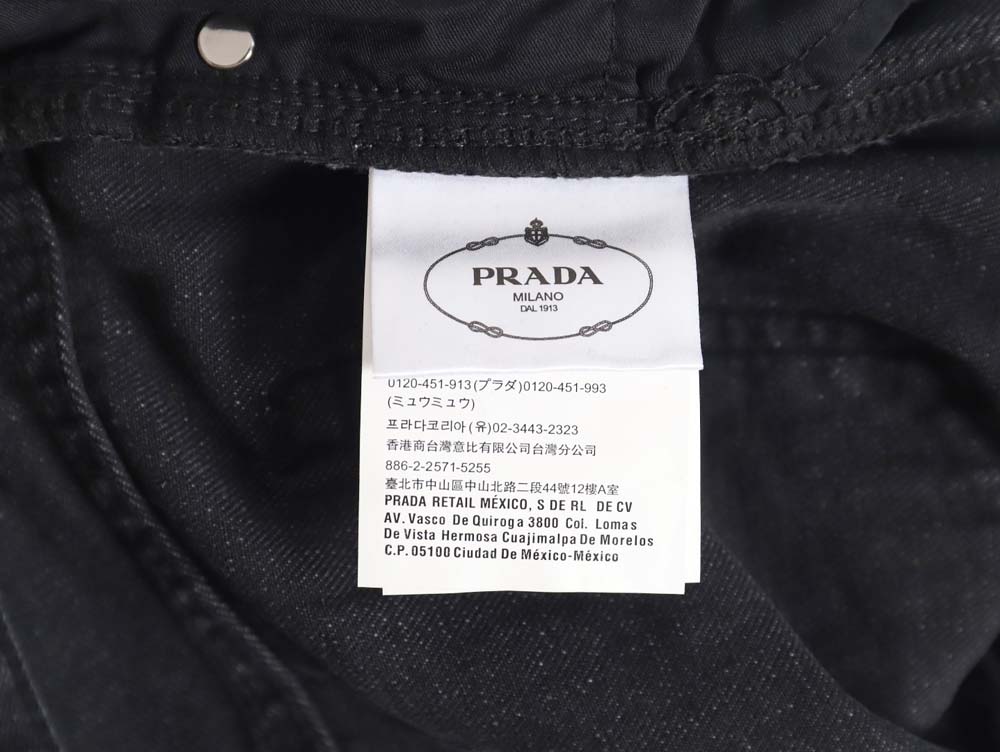 PRADA
MILANO
DAL 1913
0120-451-913(プラダ)0120-451-993
(ミュウミュウ)
프라다코리아(유)02-3443-2323
香港商台灣意比有限公司台灣分公司
886-2-2571-5255
臺北市中山區中山北路二段44號12樓A室
PRADA RETAIL MÉXICO, S DE RL DE CV
AV. Vasco De Quiroga 3800 Col. Lomas
De Vista Hermosa Cuajimalpa De Morelos
C.P. 05100 Ciudad De México-México